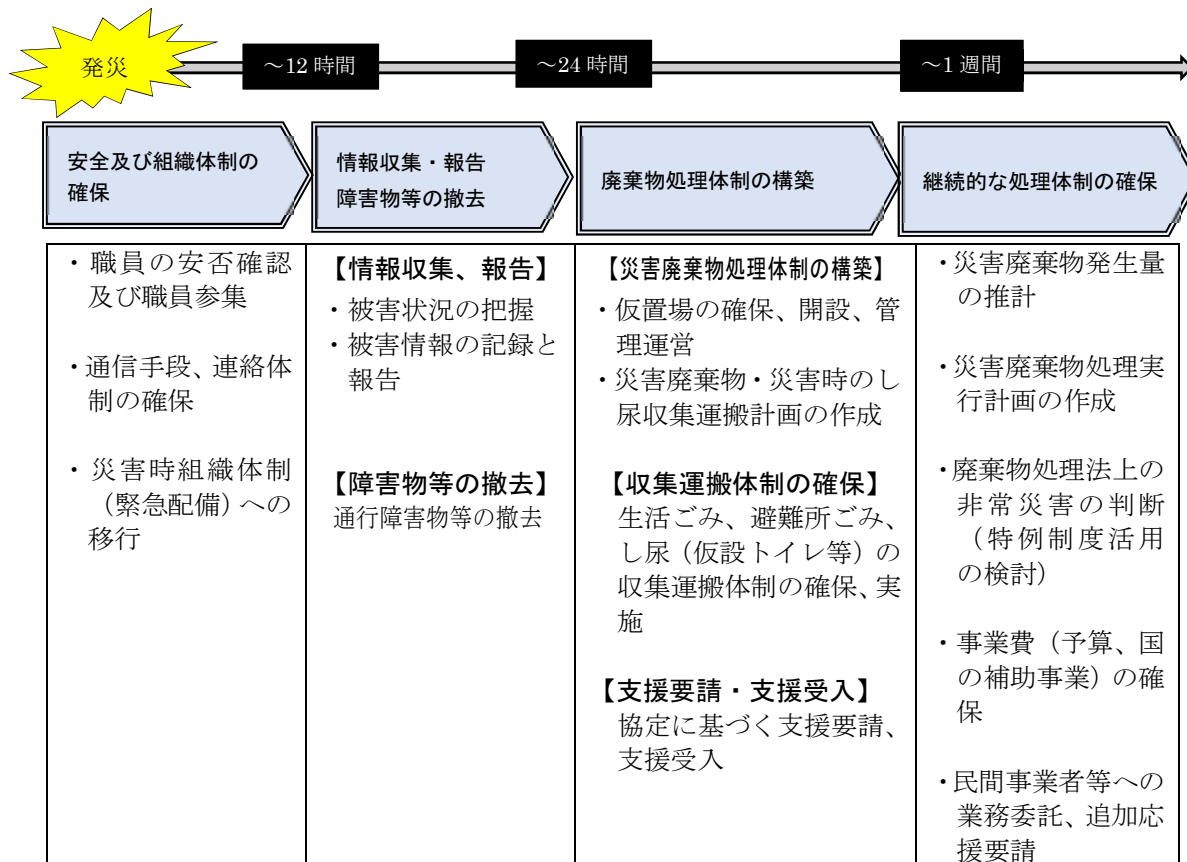 発災
～12 時間
～24 時間
～1 週間
安全及び組織体制の
確保
情報収集・報告
障害物等の撤去
廃棄物処理体制の構築
継続的な処理体制の確保
・職員の安否確認
及び職員参集
・通信手段、連絡体
制の確保
・災害時組織体制
（緊急配備）への
移行
【情報収集、報告】
・被害状況の把握
・被害情報の記録と
報告
【障害物等の撤去】
通行障害物等の撤去
【災害廃棄物処理体制の構築】
・仮置場の確保、開設、管
理運営
・災害廃棄物・災害時のし
尿収集運搬計画の作成
【収集運搬体制の確保】
生活ごみ、避難所ごみ、
し尿（仮設トイレ等）の
収集運搬体制の確保、実
施
【支援要請・支援受入】
協定に基づく支援要請、
支援受入
・災害廃棄物発生量
の推計
・災害廃棄物処理実
行計画の作成
・廃棄物処理法上の
非常災害の判断
（特例制度活用
の検討）
・事業費（予算、国
の補助事業）の確
保
・民間事業者等への
業務委託、追加応
援要請